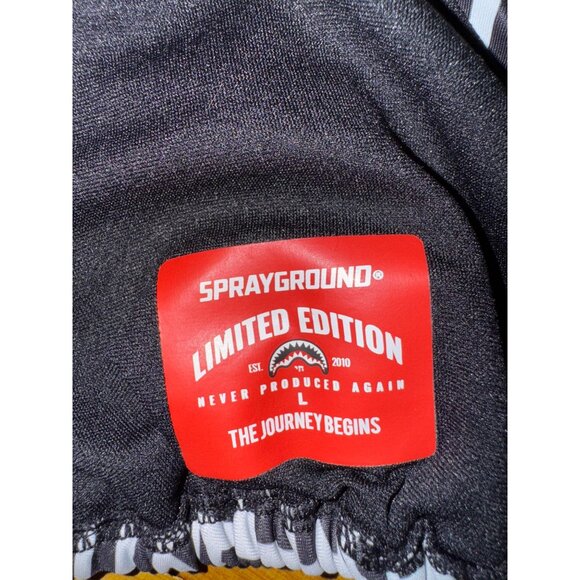 SPRAYGROUND®
LIMITED EDITION
EST. 2010
NEVER PRODUCED AGAIN
L
THE JOURNEY BEGINS